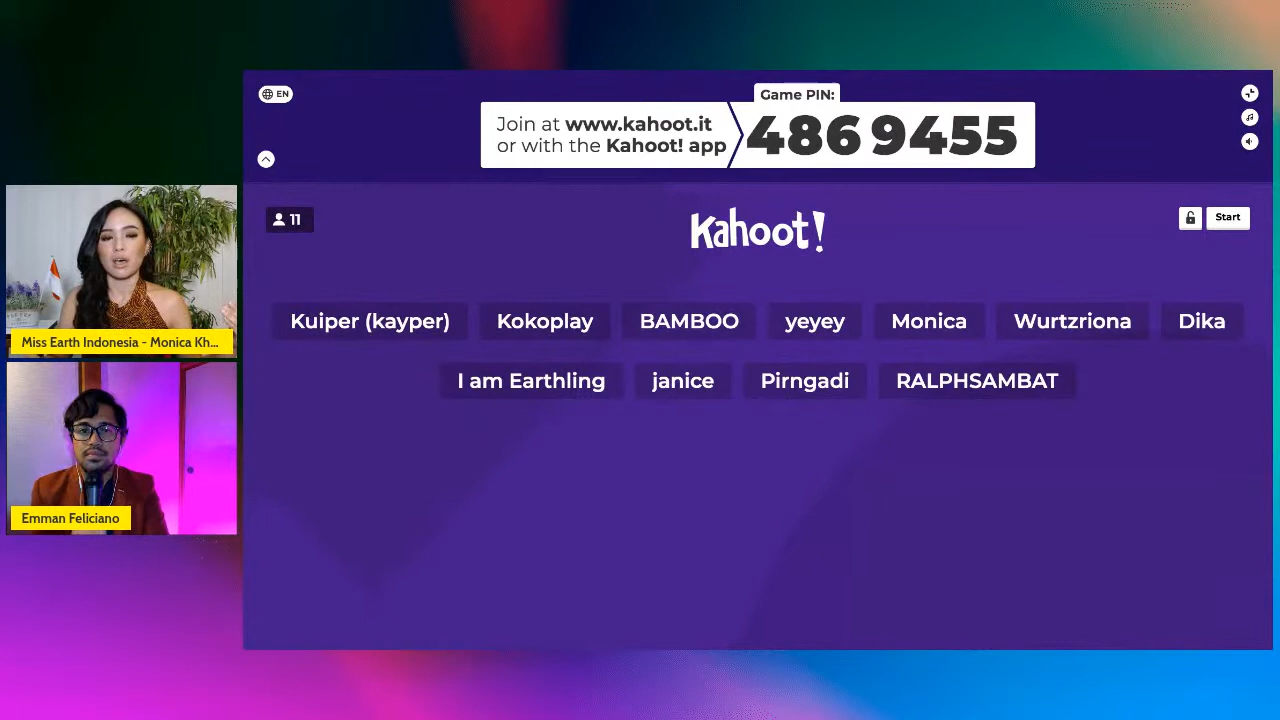 EN
Game PIN:
Join at www.kahoot.it
or with the Kahoot! app
486 9455
11
Kahoot!
Start
Kuiper (kayper)
Kokoplay
BAMBOO
yeyey
Monica
Wurtzriona
Dika
I am Earthling
janice
Pirngadi
RALPHSAMBAT
Miss Earth Indonesia - Monica Kh...
Emman Feliciano